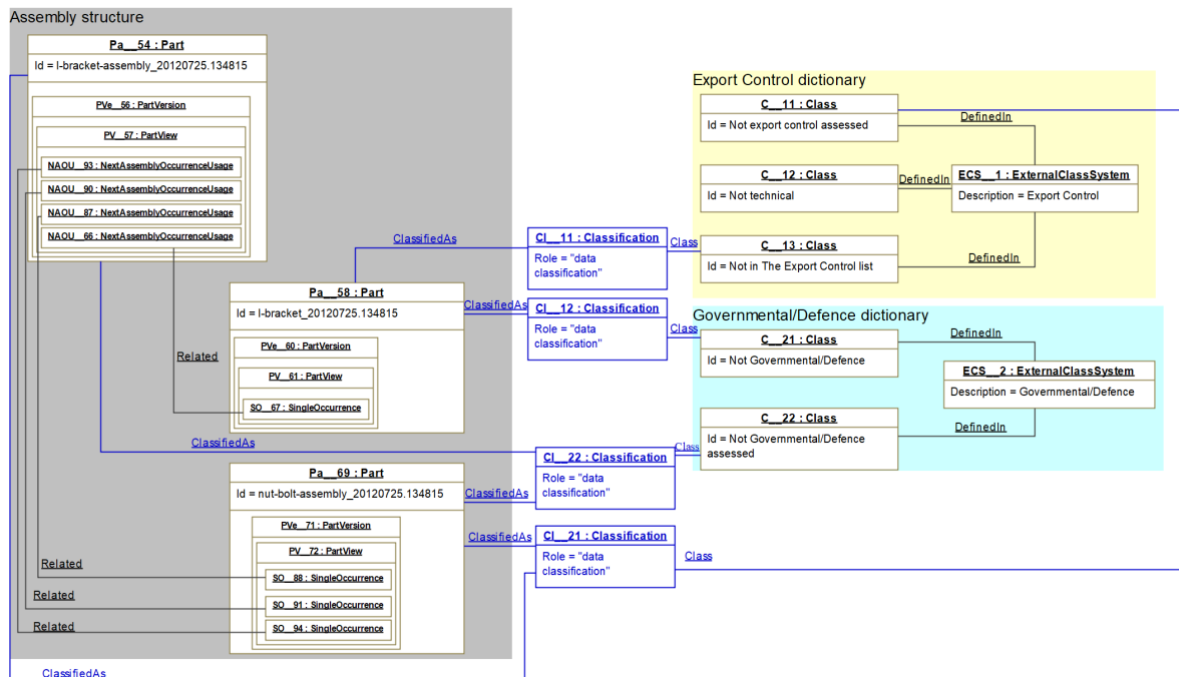 Assembly structure
Pa__54 : Part
Id = l-bracket-assembly_20120725.134815
PVe__56 : PartVersion
PV__57 : PartView
NAOU__93 : NextAssemblyOccurrenceUsage
NAOU__90 : NextAssemblyOccurrenceUsage
NAOU__87 : NextAssemblyOccurrenceUsage
NAOU__66 : NextAssemblyOccurrenceUsage
Pa__58 : Part
Id = l-bracket_20120725.134815
PVe__60 : PartVersion
PV__61 : PartView
SO__67 : SingleOccurrence
Related
ClassifiedAs
Pa__69 : Part
Id = nut-bolt-assembly_20120725.134815
PVe__71 : PartVersion
PV__72 : PartView
SO__88 : SingleOccurrence
SO__91 : SingleOccurrence
SO__94 : SingleOccurrence
Related
Related
Related
ClassifiedAs
ClassifiedAs
Cl__11 : Classification
Role = "data
classification"
Class
ClassifiedAs
Cl__12 : Classification
Role = "data
classification"
Class
ClassifiedAs
Cl__22 : Classification
Role = "data
classification"
Class
ClassifiedAs
Cl__21 : Classification
Role = "data
classification"
Class
Export Control dictionary
C__11 : Class
Id = Not export control assessed
DefinedIn
C__12 : Class
Id = Not technical
DefinedIn
ECS__1 : ExternalClassSystem
Description = Export Control
C__13 : Class
Id = Not in The Export Control list
DefinedIn
Governmental/Defence dictionary
C__21 : Class
Id = Not Governmental/Defence
DefinedIn
ECS__2 : ExternalClassSystem
Description = Governmental/Defence
C__22 : Class
Id = Not Governmental/Defence
assessed
DefinedIn